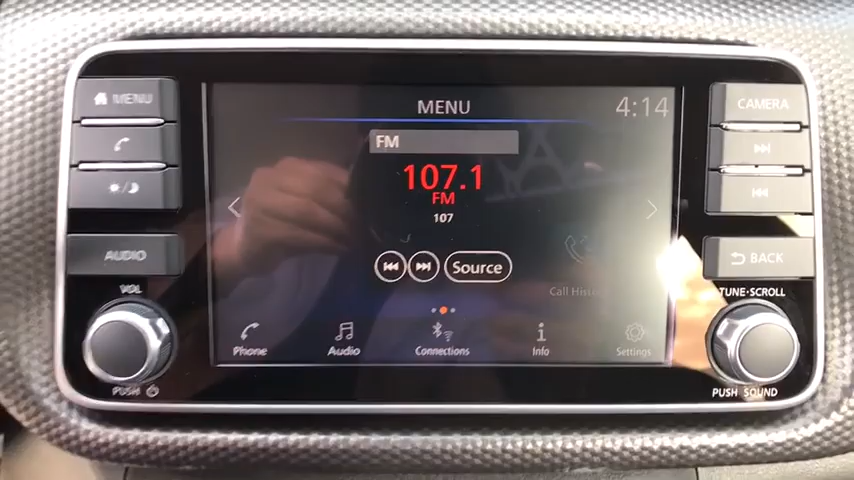 MENU
MENU
4:14
CAMERA
FM
107.1
FM
107
AUDIO
BACK
Source
Call
VOL
TUNE·SCROLL
Phone
Audio
Connections
Info
Settings
PUSH
PUSH SOUND